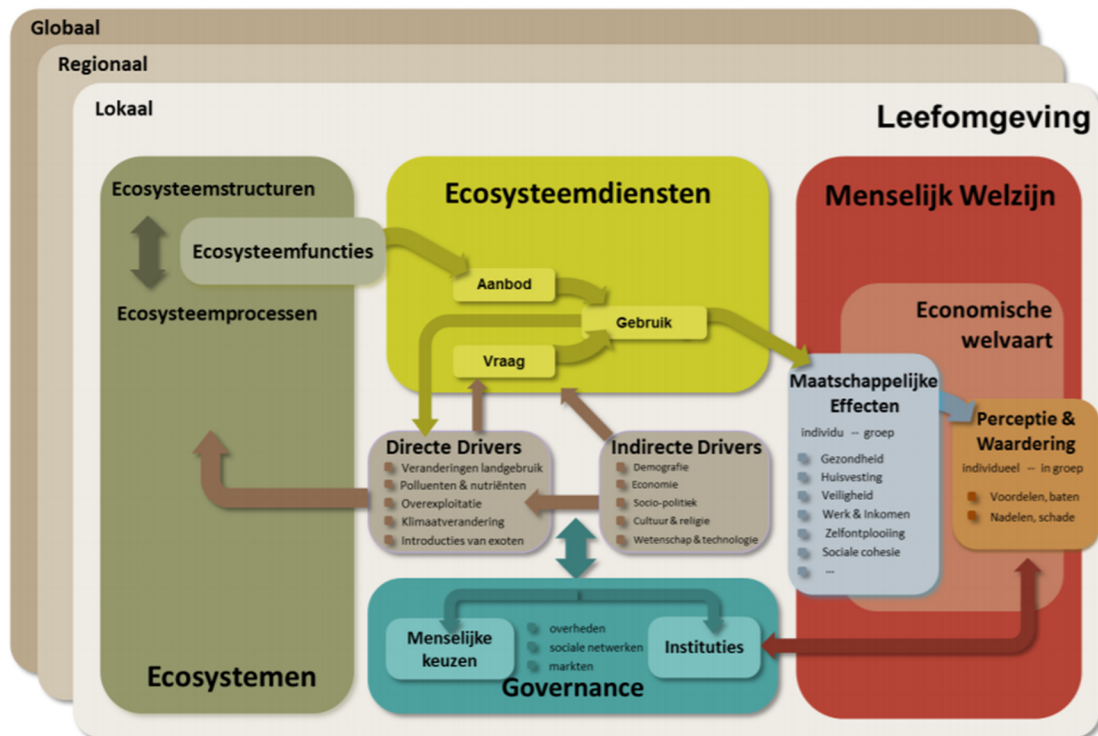 Globaal
Regionaal
Lokaal
Leefomgeving
Ecosysteemstructuren
Ecosysteemfuncties
Ecosysteemprocessen
Ecosystemen
Ecosysteemdiensten
Aanbod
Gebruik
Vraag
Menselijk Welzijn
Economische
welvaart
Maatschappelijke
Effecten
individu -- groep
Gezondheid
Huisvesting
Veiligheid
Werk & Inkomen
Zelfontplooiing
Sociale cohesie
...
Perceptie &
Waardering
individueel -- in groep
Voordelen, baten
Nadelen, schade
Directe Drivers
Veranderingen landgebruik
Polluenten & nutriënten
Overexploitatie
Klimaatverandering
Introducties van exoten
Indirecte Drivers
Demografie
Economie
Socio-politiek
Cultuur & religie
Wetenschap & technologie
Menselijke
keuzen
overheden
sociale netwerken
markten
Instituties
Governance